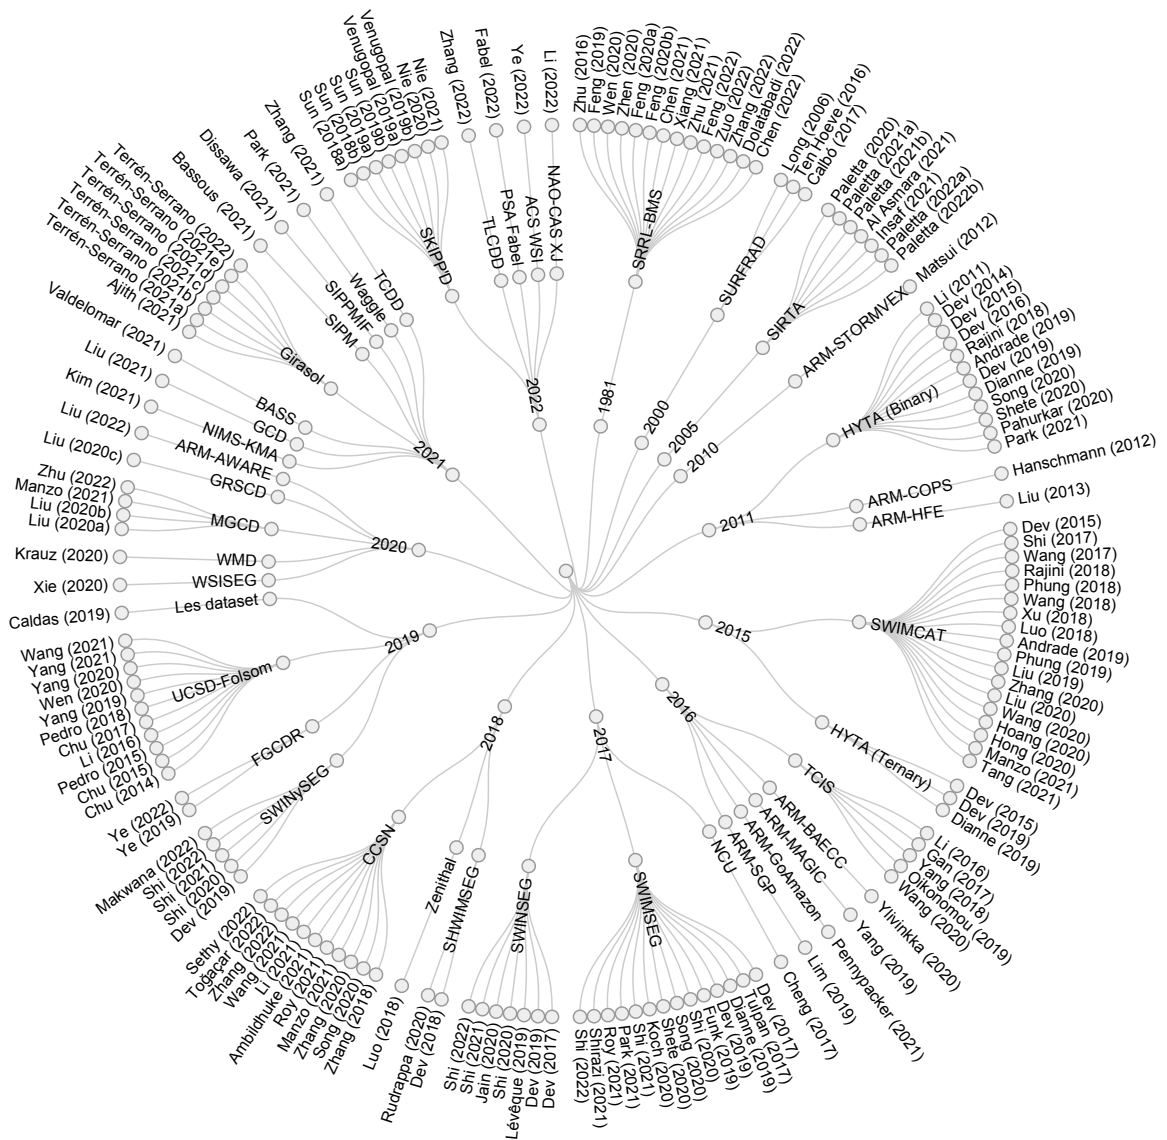 1981
SRRL-BMS
Zhu (2016)
Feng (2019)
Wen (2020)
Zhen (2020)
Feng (2020a)
Feng (2020b)
Chen (2021)
Xiang (2021)
Zhu (2021)
Feng (2022)
Zuo (2022)
Zhang (2022)
Dolatabadi (2022)
Chen (2022)
2000
SURFRAD
Long (2006)
Ten Hoeve (2016)
Calbo (2017)
2005
SIRTA
Paletta (2020)
Paletta (2021a)
Paletta (2021b)
Al Asmara (2021)
Insaf (2021)
Paletta (2022a)
Paletta (2022b)
2010
ARM-STORMVEX
Matsui (2012)
2011
HYTA (Binary)
Li (2011)
Dev (2014)
Dev (2015)
Dev (2016)
Rajini (2018)
Andrade (2019)
Dev (2019)
Dianne (2019)
Song (2020)
Shete (2020)
Pahurkar (2020)
Park (2021)
ARM-COPS
Hanschmann (2012)
ARM-HFE
Liu (2013)
2015
SWIMCAT
Dev (2015)
Shi (2017)
Wang (2017)
Rajini (2018)
Phung (2018)
Wang (2018)
Xu (2018)
Luo (2018)
Andrade (2019)
Phung (2019)
Liu (2019)
Zhang (2020)
Liu (2020)
Wang (2020)
Hoang (2020)
Hong (2020)
Manzo (2021)
Tang (2021)
HYTA (Ternary)
Dev (2015)
Dev (2019)
Dianne (2019)
2016
TCIS
Li (2016)
Gan (2017)
Yang (2018)
Oikonomou (2019)
Wang (2020)
ARM-BAECC
Ylivinkka (2020)
ARM-MAGIC
Yang (2019)
ARM-GoAmazon
Pennypacker (2021)
ARM-SGP
Lim (2019)
NCU
Cheng (2017)
2017
SWIMSEG
Dev (2017)
Tulpan (2017)
Dianne (2019)
Dev (2019)
Funk (2019)
Shi (2020)
Song (2020)
Shete (2020)
Koch (2020)
Shi (2021)
Park (2021)
Roy (2021)
Shirazi (2021)
Shi (2022)
SWINSEG
Dev (2017)
Dev (2019)
Lévêque (2019)
Shi (2020)
Jain (2020)
Shi (2021)
Shi (2022)
2018
SHWIMSEG
Dev (2018)
Rudrappa (2020)
Zenithal
Luo (2018)
CCSN
Zhang (2018)
Song (2020)
Zhang (2020)
Manzo (2021)
Roy (2021)
Ambildhuke (2021)
Li (2021)
Wang (2021)
Zhang (2022)
Toğaçar (2022)
Sethy (2022)
2019
SWINySEG
Dev (2019)
Shi (2020)
Shi (2021)
Shi (2022)
Makwana (2022)
FGCDR
Ye (2019)
Ye (2022)
UCSD-Folsom
Chu (2014)
Chu (2015)
Pedro (2015)
Li (2016)
Chu (2017)
Pedro (2018)
Yang (2019)
Wen (2020)
Yang (2020)
Yang (2021)
Wang (2021)
Les dataset
Caldas (2019)
2020
WSISEG
Xie (2020)
WMD
Krauz (2020)
MGCD
Liu (2020a)
Liu (2020b)
Manzo (2021)
Zhu (2022)
GRSCD
Liu (2020c)
ARM-AWARE
Liu (2022)
2021
NIMS-KMA
Kim (2021)
GCD
Liu (2021)
BASS
Valdelomar (2021)
Girasol
Ajith (2021)
Terrén-Serrano (2021a)
Terrén-Serrano (2021b)
Terrén-Serrano (2021c)
Terrén-Serrano (2021d)
Terrén-Serrano (2021e)
Terrén-Serrano (2022)
SIPM
Bassous (2021)
SIPPMIF
Dissawa (2021)
Waggle
Park (2021)
TCDD
Zhang (2021)
2022
SKIPP'D
Sun (2018a)
Sun (2018b)
Sun (2019a)
Sun (2019b)
Venugopal (2019a)
Venugopal (2019b)
Nie (2020)
Nie (2021)
TLCDD
Zhang (2022)
PSA Fabel
Fabel (2022)
ACS WSI
Ye (2022)
NAO-CAS XJ
Li (2022)